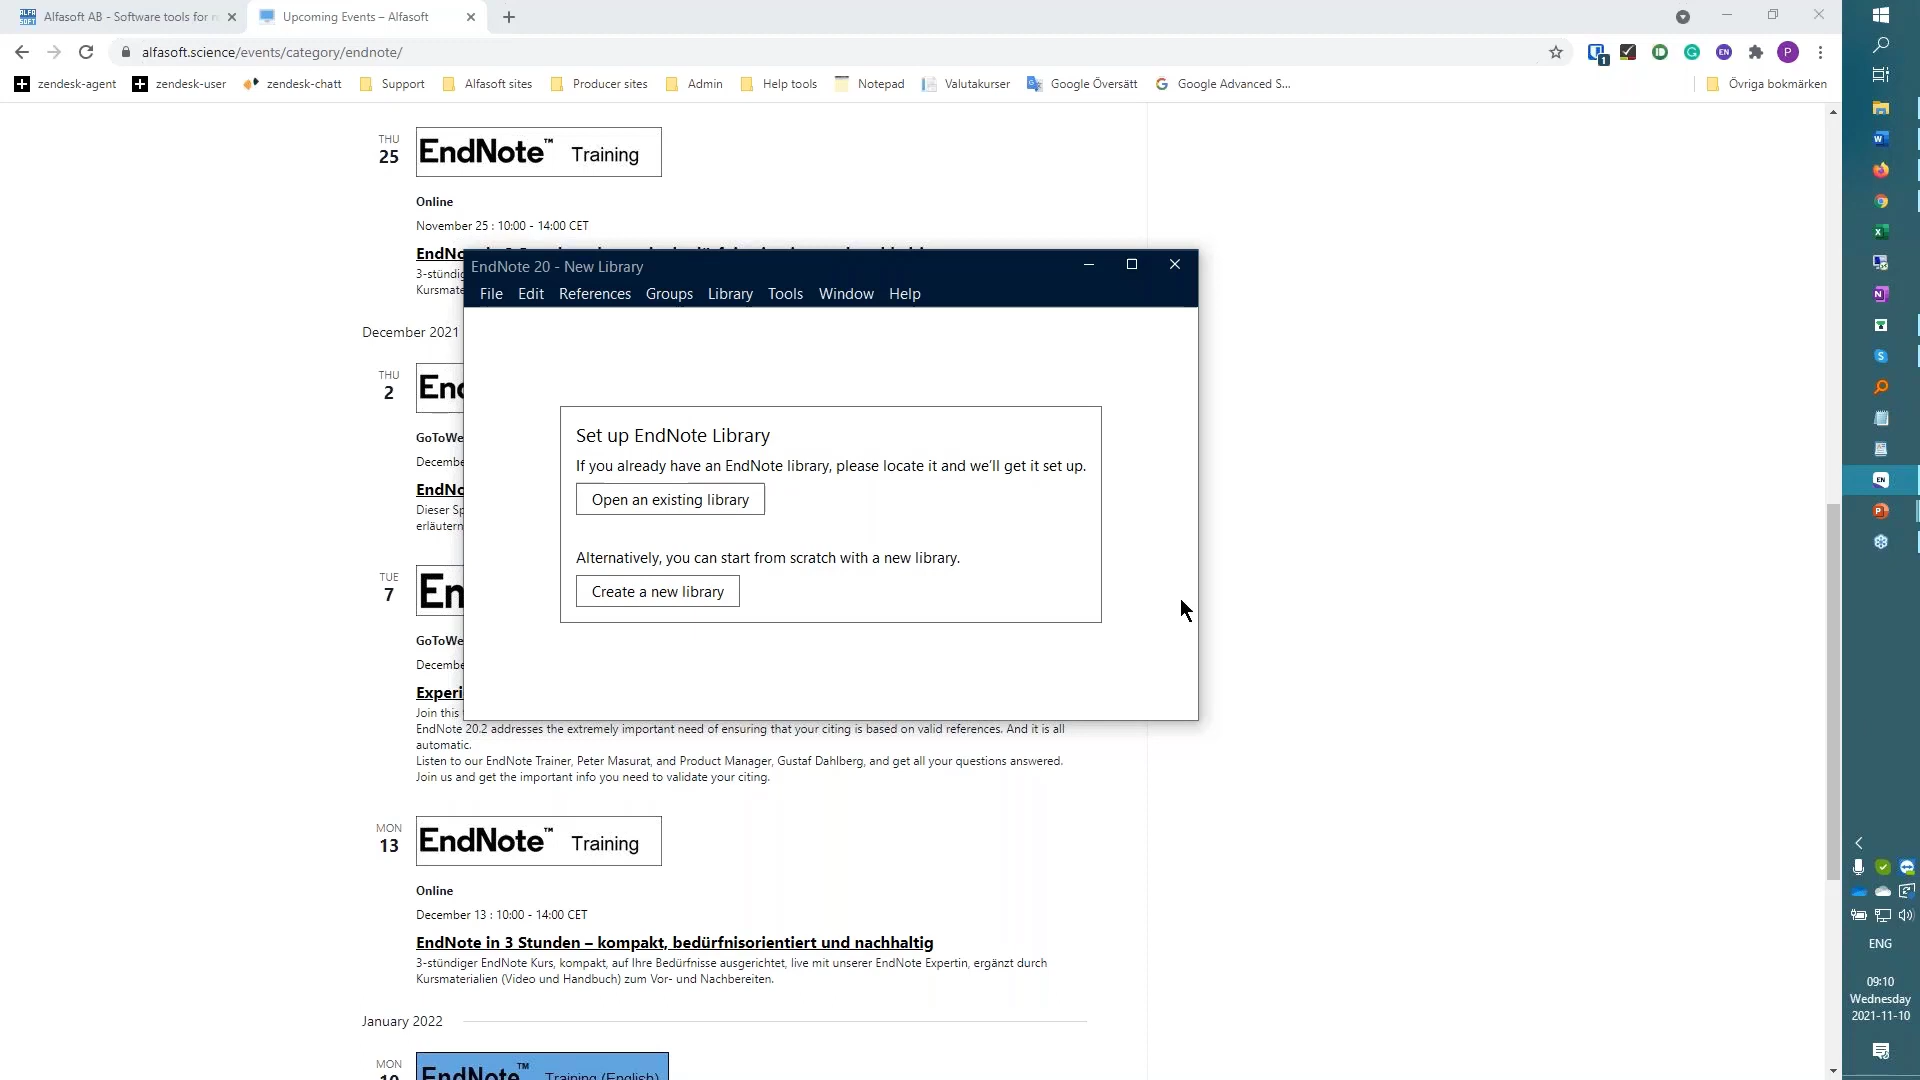 Alfasoft AB - Software tools for
Upcoming Events – Alfasoft
alfasoft.science/events/category/endnote/
P
1
EN
zendesk-agent
zendesk-user
zendesk-chatt
Support
Alfasoft sites
Producer sites
Admin
Help tools
Notepad
Valutakurser
Google Översätt
Google Advanced S...
Övriga bokmärken
THU
25
EndNote™ Training
Online
November 25 : 10:00 - 14:00 CET
3-stündig
Kursmate
EndNote 20 - New Library
File Edit References Groups Library Tools Window Help
Set up EndNote Library
If you already have an EndNote library, please locate it and we'll get it set up.
Open an existing library
Alternatively, you can start from scratch with a new library.
Create a new library
December 2021
THU
2
GoToWe
Decembe
EndNo
Dieser Sp
erläutern
TUE
7
GoToWe
Decembe
Experi
Join this
EndNote 20.2 addresses the extremely important need of ensuring that your citing is based on valid references. And it is all
automatic.
Listen to our EndNote Trainer, Peter Masurat, and Product Manager, Gustaf Dahlberg, and get all your questions answered.
Join us and get the important info you need to validate your citing.
MON
13
EndNote™ Training
Online
December 13 : 10:00 - 14:00 CET
EndNote in 3 Stunden – kompakt, bedürfnisorientiert und nachhaltig
3-stündiger EndNote Kurs, kompakt, auf Ihre Bedürfnisse ausgerichtet, live mit unserer EndNote Expertin, ergänzt durch
Kursmaterialien (Video und Handbuch) zum Vor- und Nachbereiten.
January 2022
MON
10
EndNote™ Training (English)
EN
ENG
09:10
Wednesday
2021-11-10